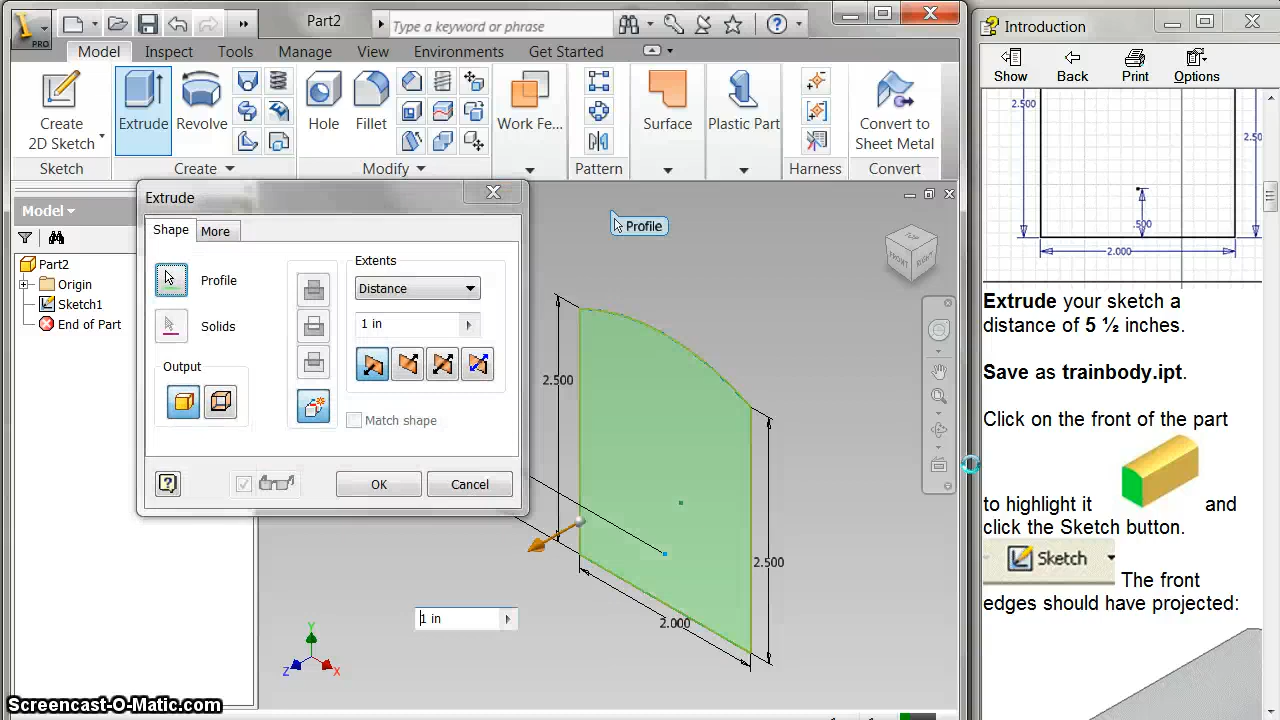 PRO
Part2
Type a keyword or phrase
Model Inspect Tools Manage View Environments Get Started
Create
2D Sketch
Extrude
Revolve
Hole
Fillet
Work Fe...
Surface
Plastic Part
Convert to
Sheet Metal
Sketch
Create
Modify
Pattern
Harness
Convert
Model
Part2
Origin
Sketch1
End of Part
Extrude
Shape
More
Profile
Solids
Output
Extents
Distance
1 in
Match shape
OK
Cancel
Profile
FRONT
RIGHT
2.500
2.500
2.000
1 in
Y
Z
X
Screencast-O-Matic.com
Introduction
Show
Back
Print
Options
2.500
2.50
.500
2.000
Extrude your sketch a
distance of 5 ½ inches.
Save as trainbody.ipt.
Click on the front of the part
to highlight it and
click the Sketch button.
Sketch The front
edges should have projected: